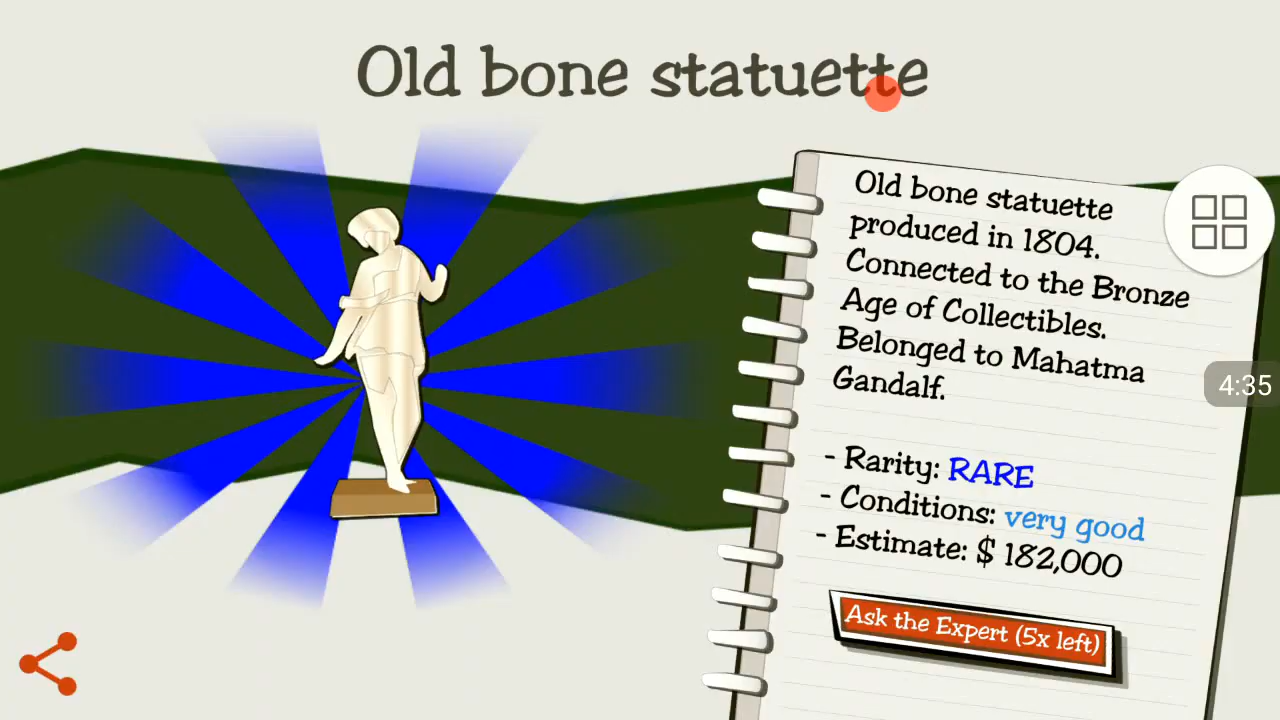 Old bone statuette
Old bone statuette
produced in 1804.
Connected to the Bronze
Age of Collectibles.
Belonged to Mahatma
Gandalf.
- Rarity: RARE
- Conditions: very good
- Estimate: $ 182,000
Ask the Expert (5x left)
4:35